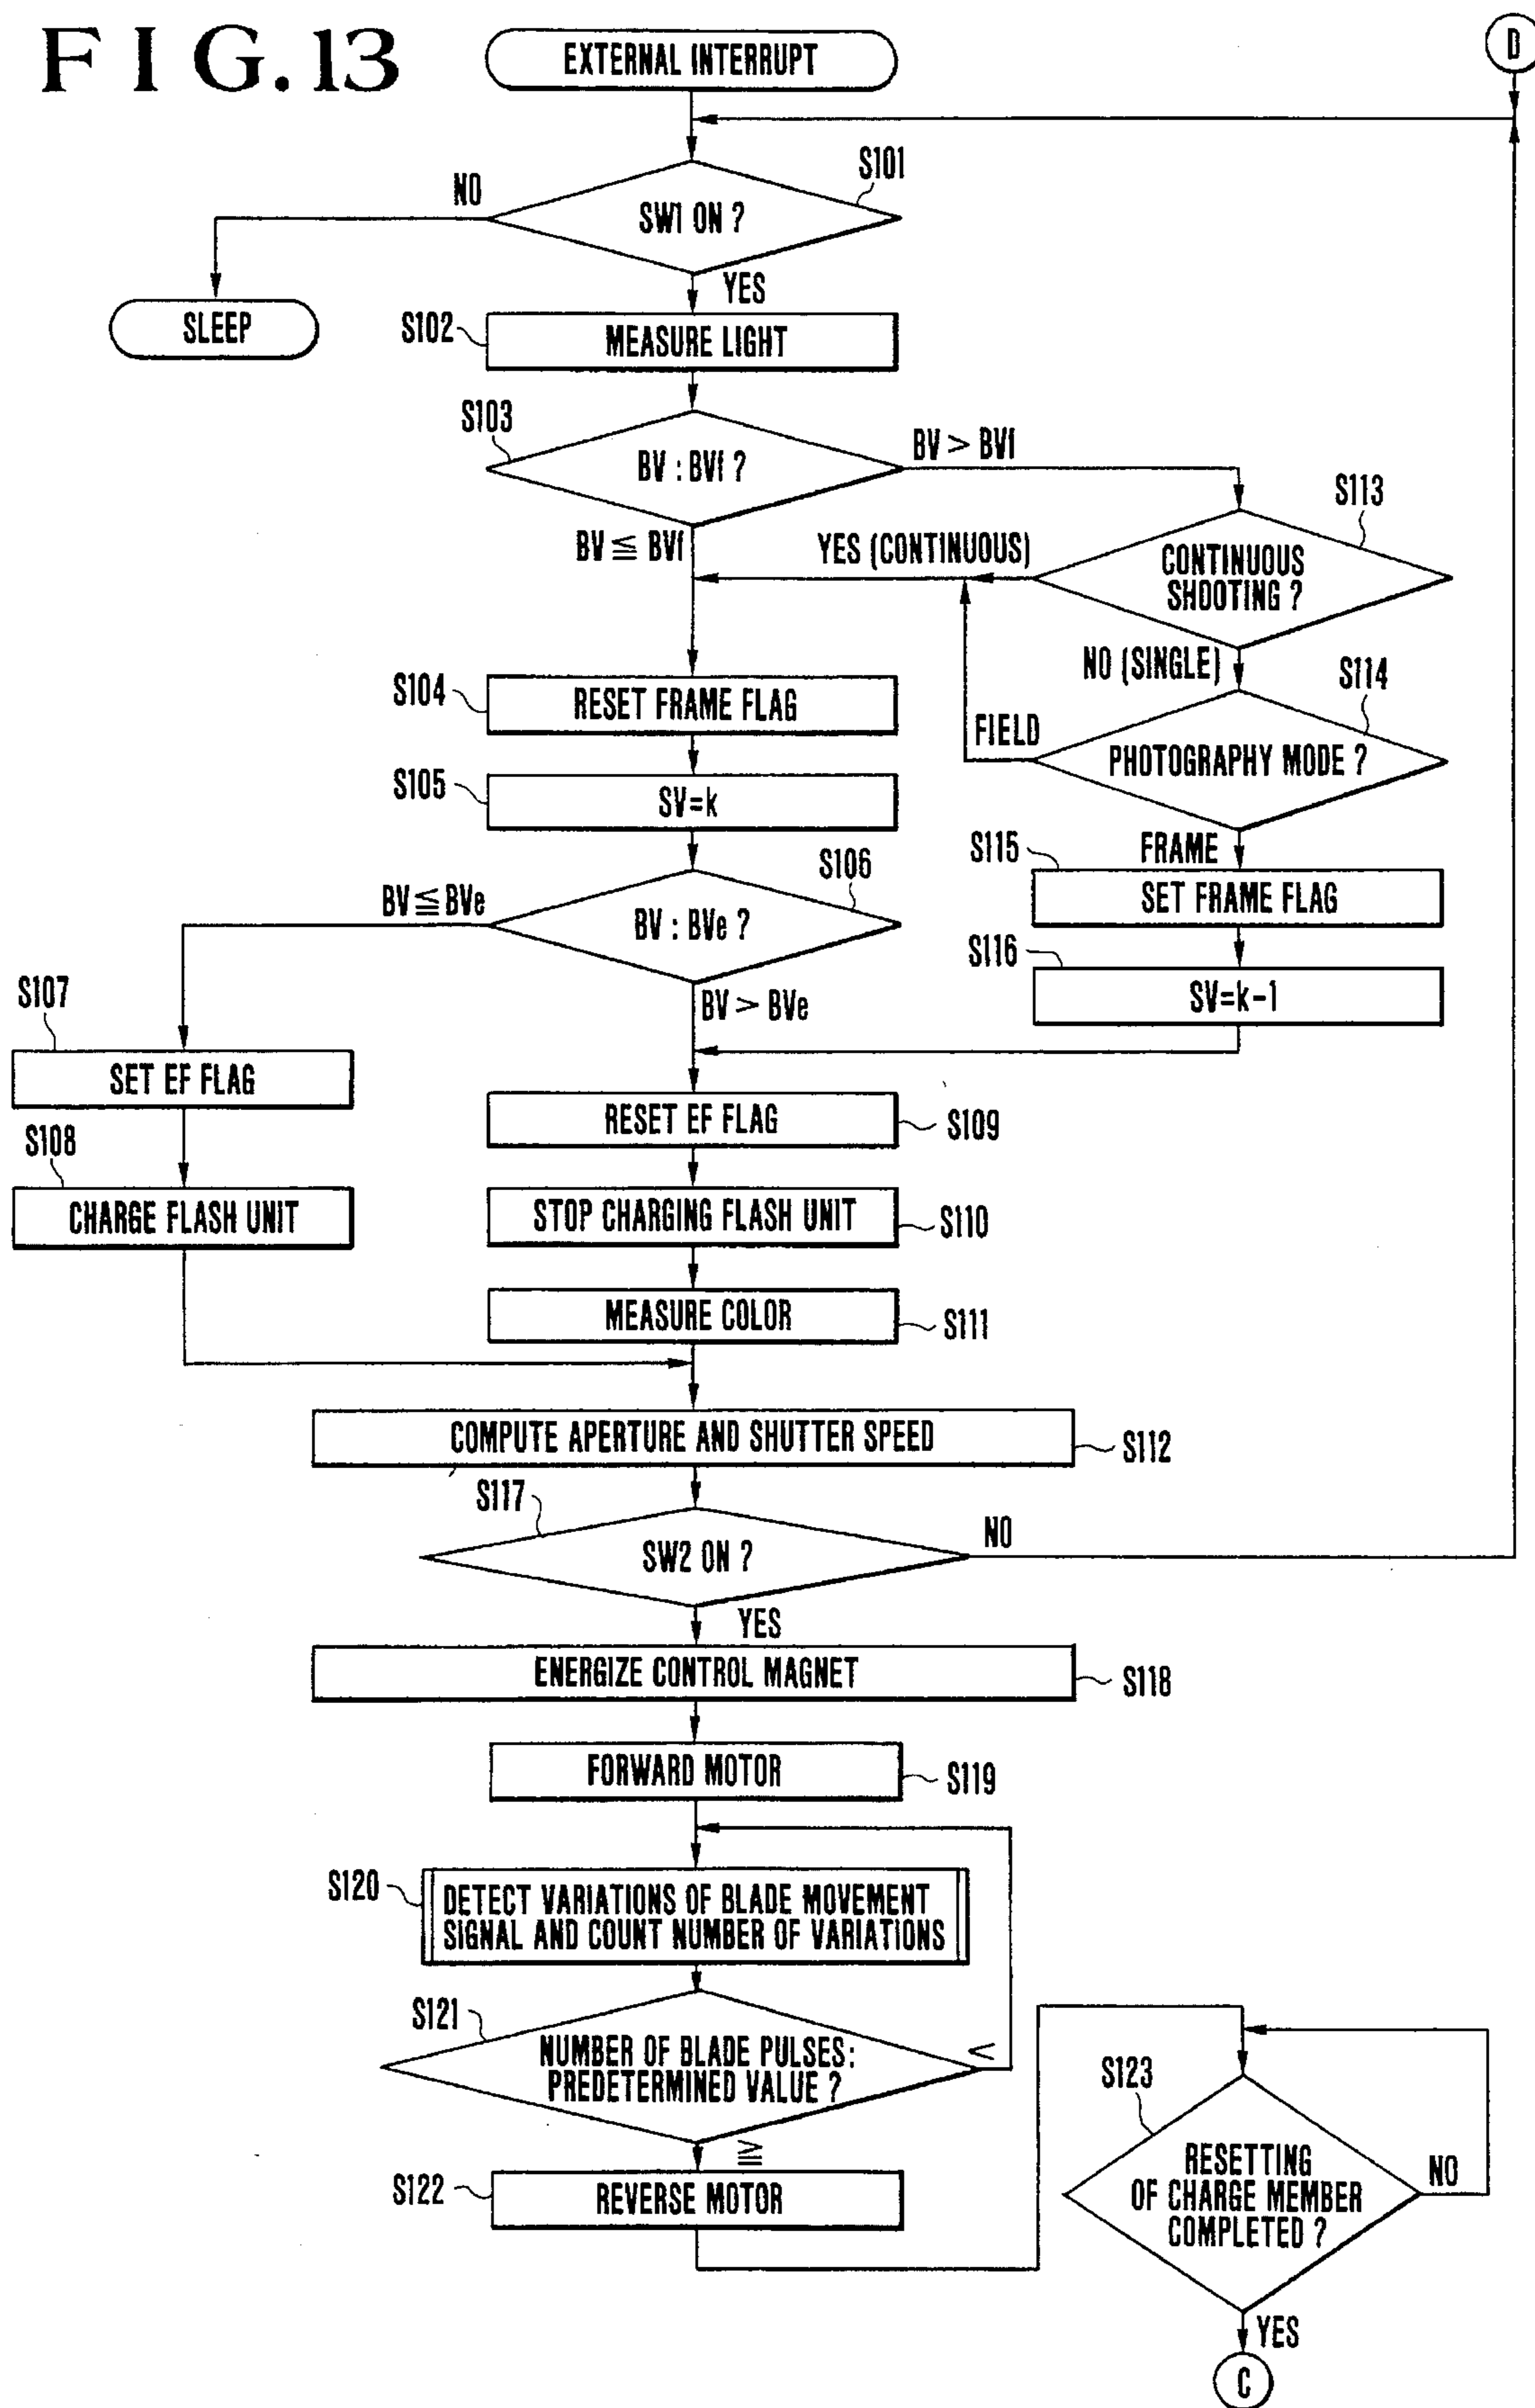 FIG.13
EXTERNAL INTERRUPT
D
S101
NO
SW1 ON ?
YES
SLEEP
S102
MEASURE LIGHT
S103
BV : BVf ?
BV > BVf
BV ≦ BVf
S113
YES (CONTINUOUS)
CONTINUOUS
SHOOTING ?
NO (SINGLE)
S114
FIELD
PHOTOGRAPHY MODE ?
S104
RESET FRAME FLAG
S105
SV=k
FRAME
S115
SET FRAME FLAG
S116
SV=k-1
S106
BV≦BVe
BV : BVe ?
BV > BVe
S107
SET EF FLAG
S108
CHARGE FLASH UNIT
RESET EF FLAG
S109
STOP CHARGING FLASH UNIT
S110
MEASURE COLOR
S111
COMPUTE APERTURE AND SHUTTER SPEED
S112
S117
SW2 ON ?
NO
YES
ENERGIZE CONTROL MAGNET
S118
FORWARD MOTOR
S119
S120
DETECT VARIATIONS OF BLADE MOVEMENT
SIGNAL AND COUNT NUMBER OF VARIATIONS
S121
NUMBER OF BLADE PULSES:
PREDETERMINED VALUE ?
<
≧
S122
REVERSE MOTOR
S123
RESETTING
OF CHARGE MEMBER
COMPLETED ?
NO
YES
C